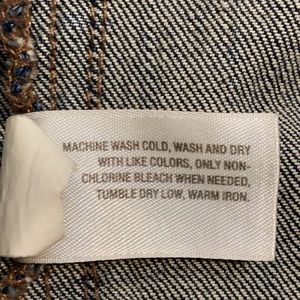 MACHINE WASH COLD, WASH AND DRY
WITH LIKE COLORS, ONLY NON-
CHLORINE BLEACH WHEN NEEDED,
TUMBLE DRY LOW, WARM IRON.